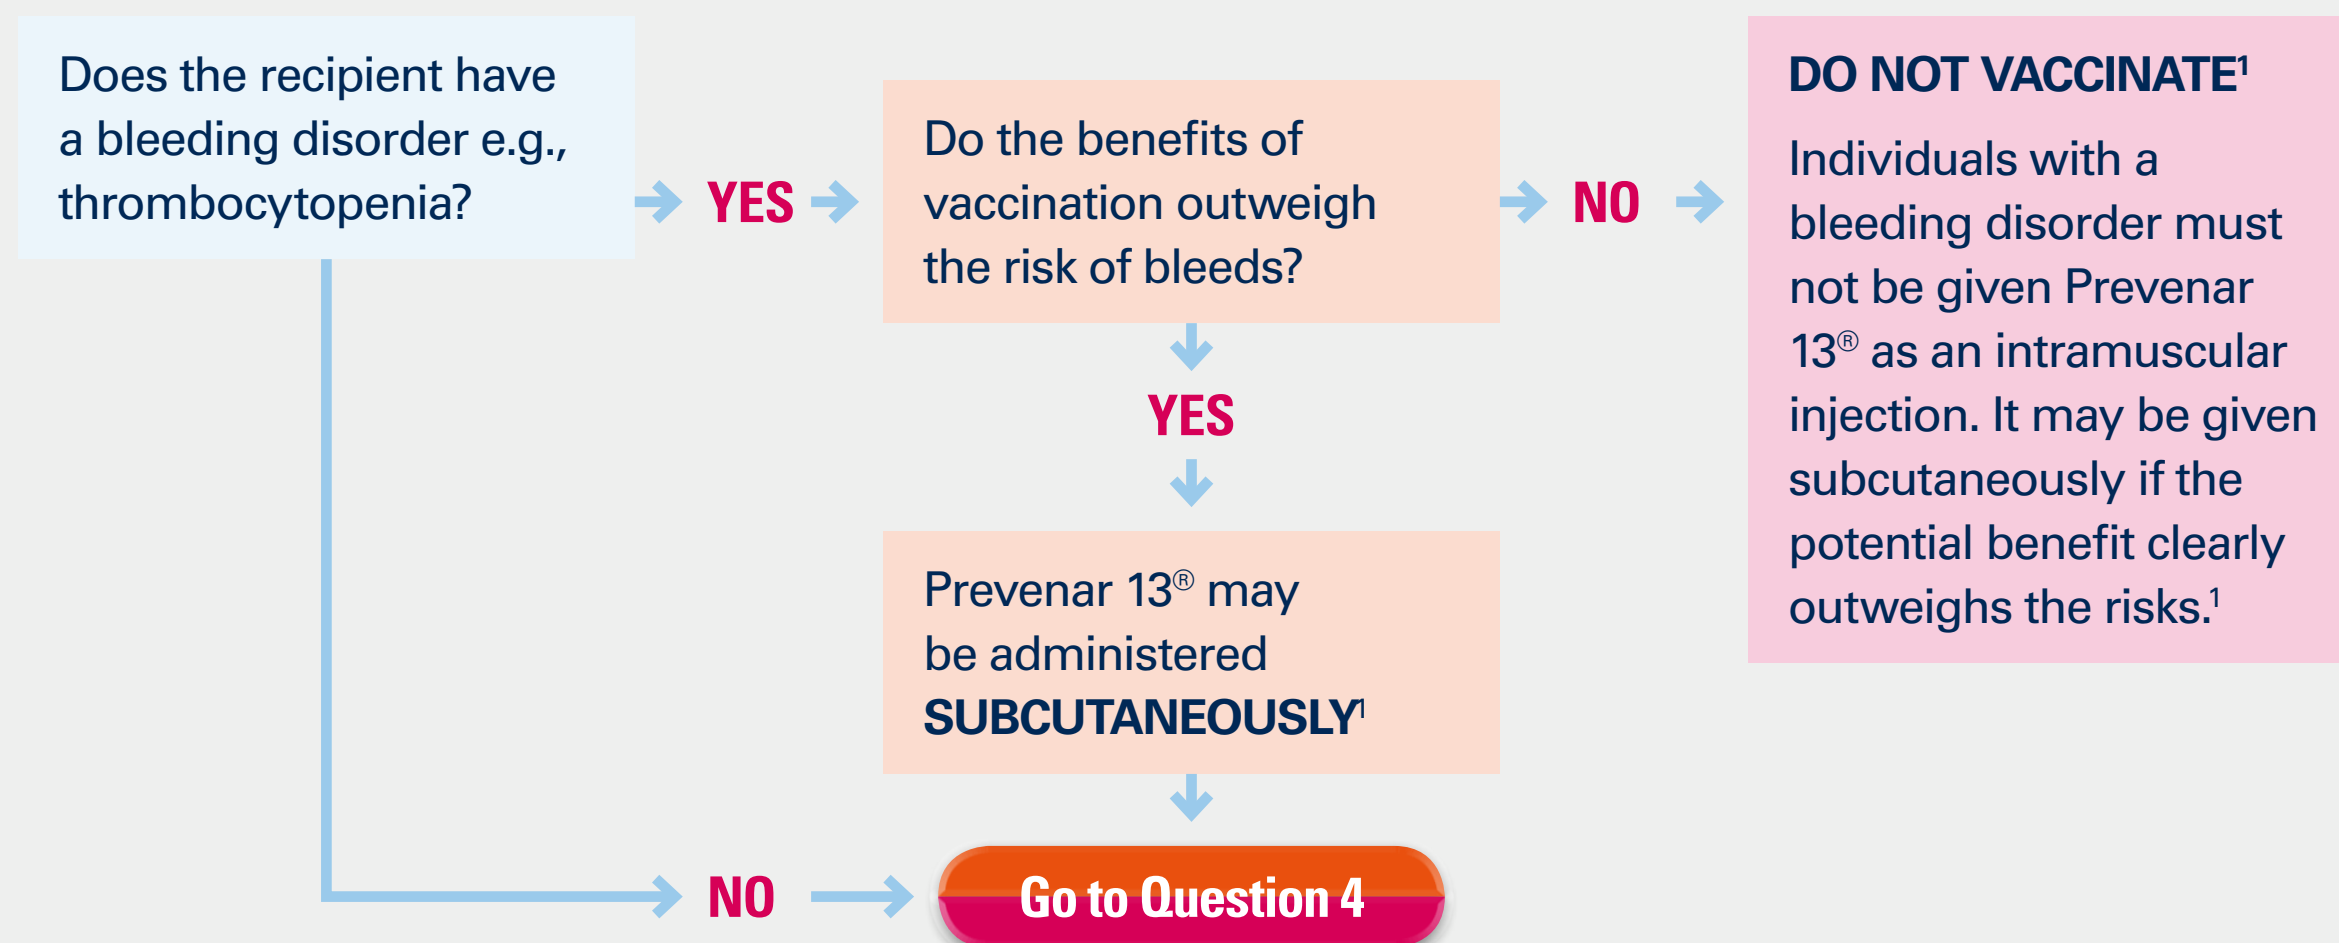 Does the recipient have
a bleeding disorder e.g.,
thrombocytopenia?
YES
Do the benefits of
vaccination outweigh
the risk of bleeds?
NO
DO NOT VACCINATE¹
Individuals with a
bleeding disorder must
not be given Prevenar
13® as an intramuscular
injection. It may be given
subcutaneously if the
potential benefit clearly
outweighs the risks.¹
YES
Prevenar 13® may
be administered
SUBCUTANEOUSLY¹
NO
Go to Question 4